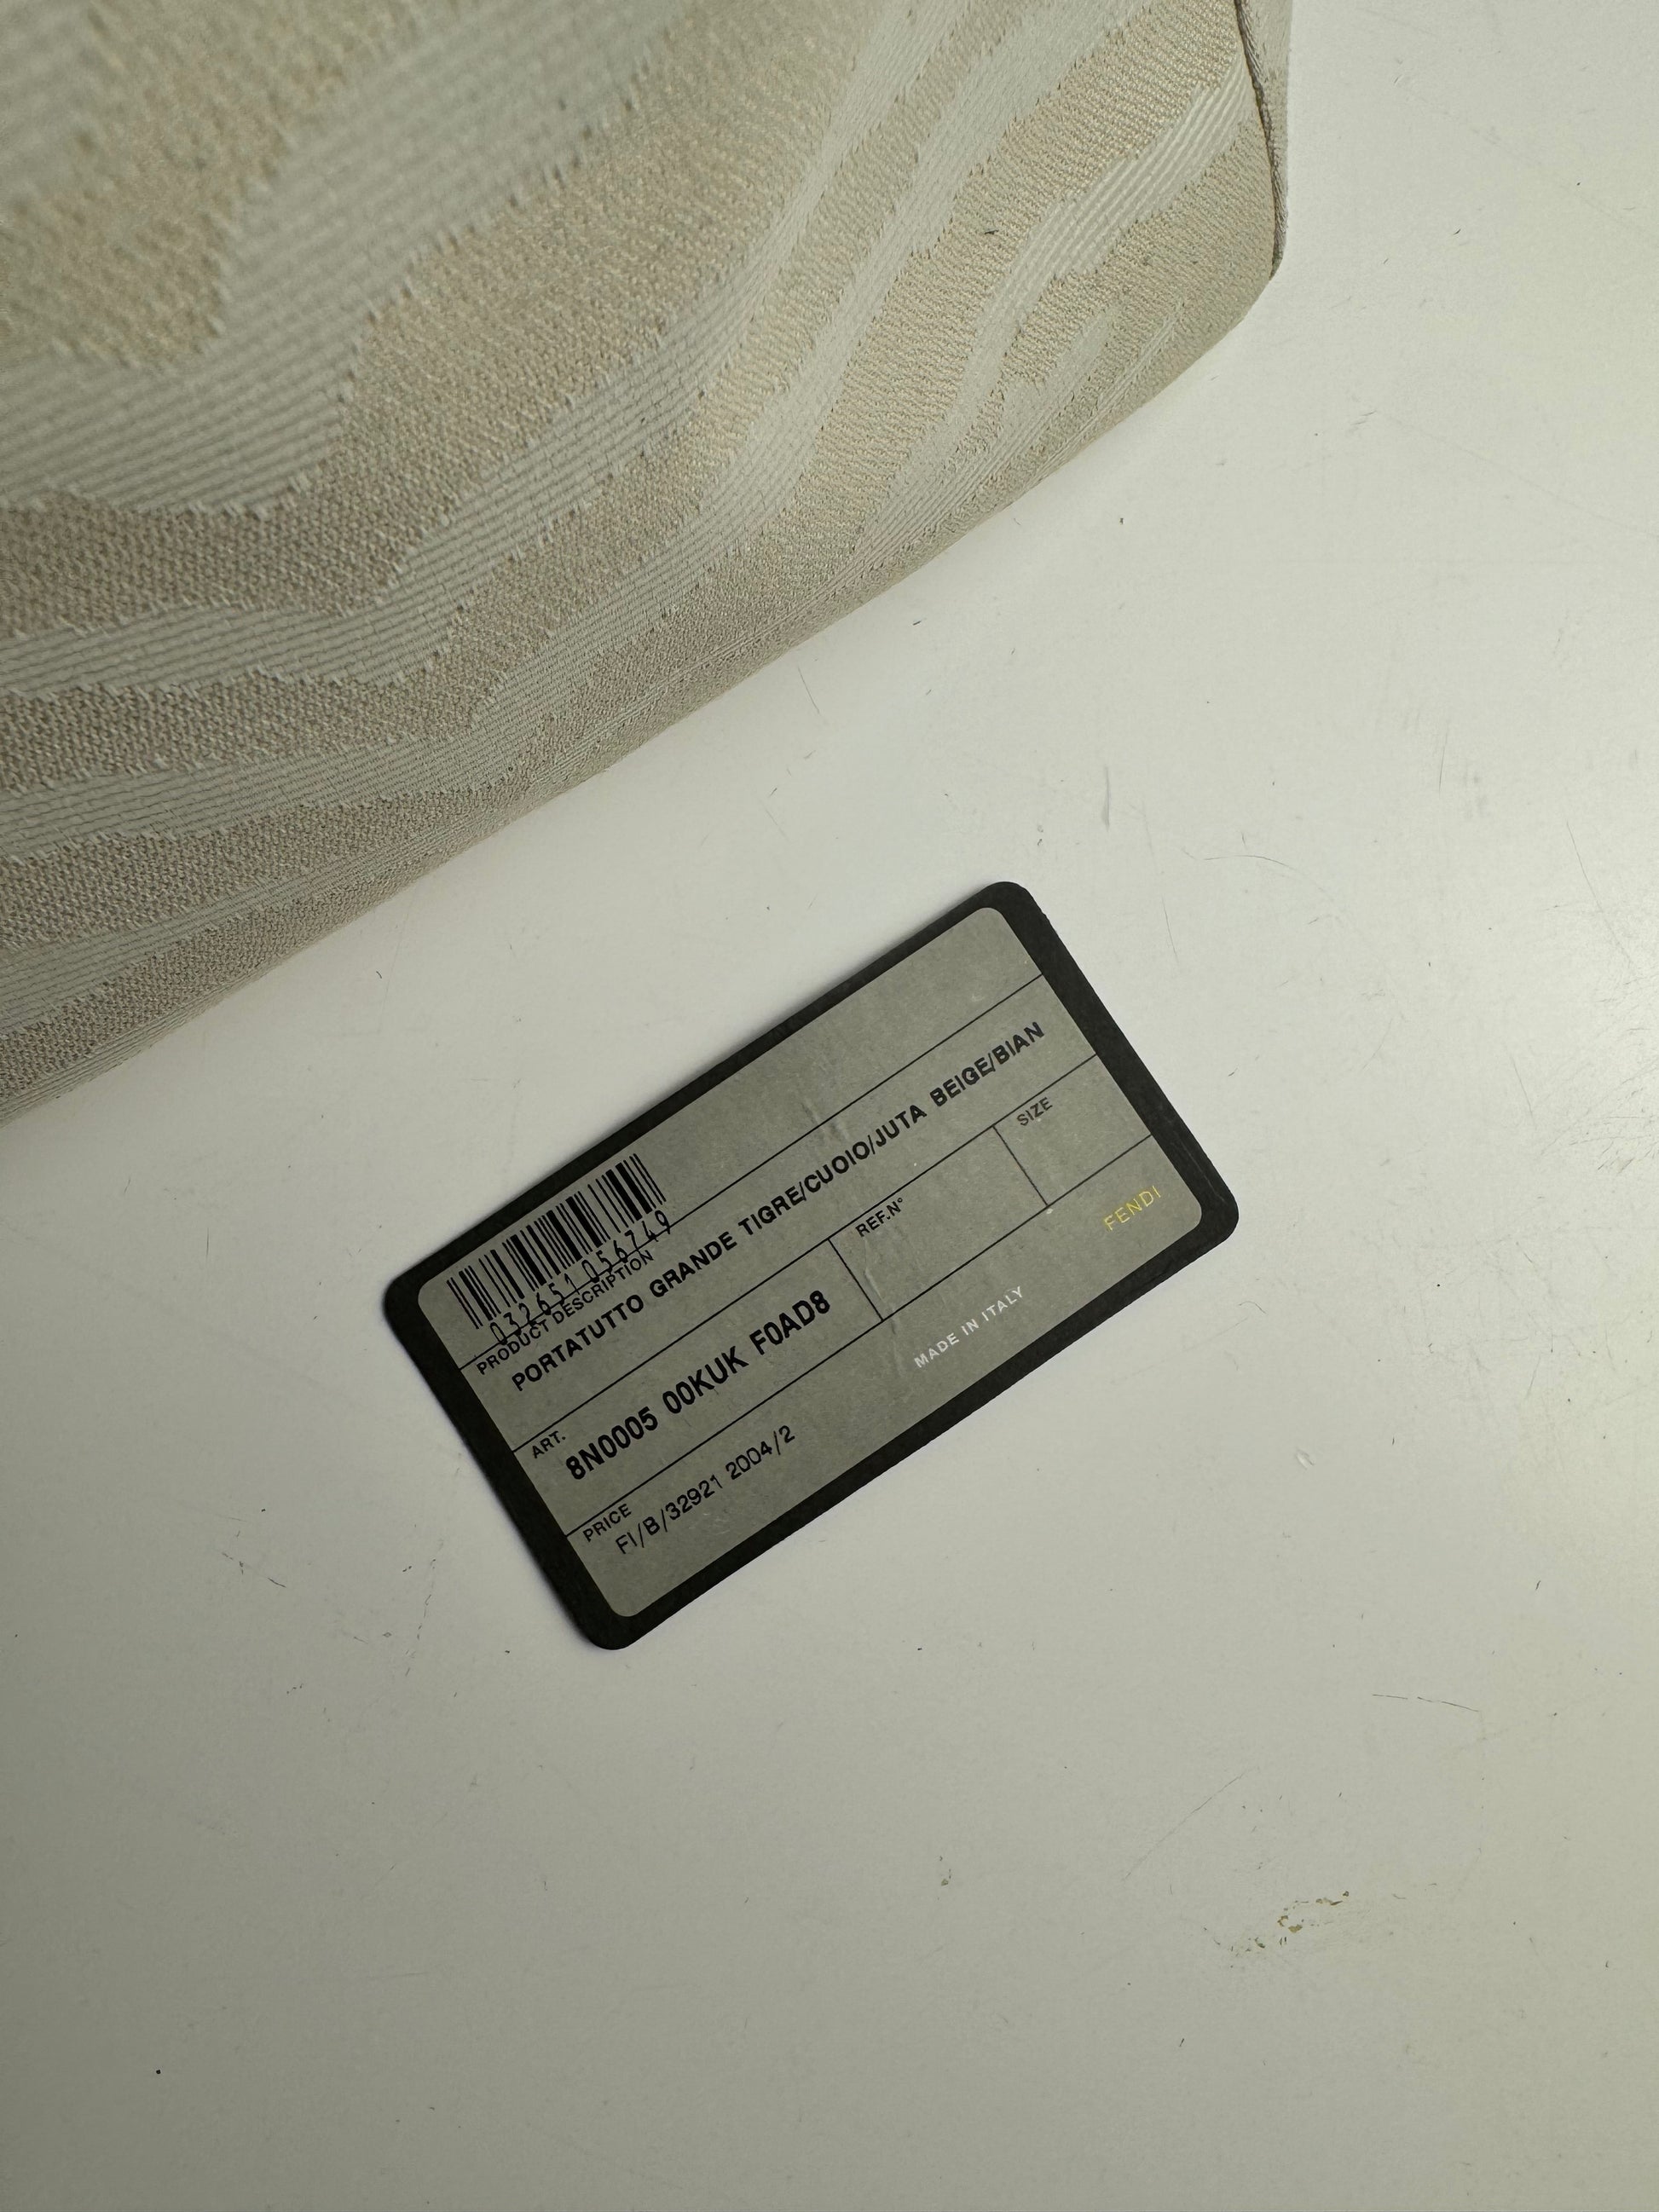 032651056749
PRODUCT DESCRIPTION
PORTATUTTO GRANDE TIGRE/CUOIO/JUTA BEIGE/BIAN
ART.
8N0005 00KUK F0AD8
REF.N°
SIZE
PRICE
FI/B/32921 2004/2
MADE IN ITALY
FENDI